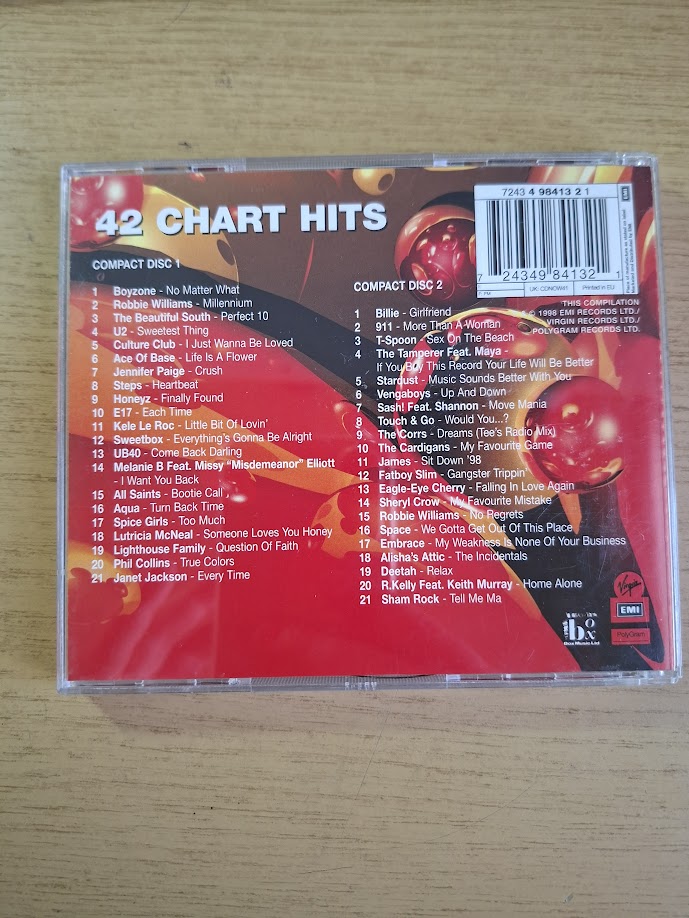 42 CHART HITS
7243 4 98413 2 1
7 24349 84132 1
UK: CDNOW41
Printed in EU
EMI
COMPACT DISC 1
1 Boyzone - No Matter What
2 Robbie Williams - Millennium
3 The Beautiful South - Perfect 10
4 U2 - Sweetest Thing
5 Culture Club - I Just Wanna Be Loved
6 Ace Of Base - Life Is A Flower
7 Jennifer Paige - Crush
8 Steps - Heartbeat
9 Honeyz - Finally Found
10 E17 - Each Time
11 Kele Le Roc - Little Bit Of Lovin'
12 Sweetbox - Everything's Gonna Be Alright
13 UB40 - Come Back Darling
14 Melanie B Feat. Missy "Misdemeanor" Elliott
- I Want You Back
15 All Saints - Bootie Call
16 Aqua - Turn Back Time
17 Spice Girls - Too Much
18 Lutricia McNeal - Someone Loves You Honey
19 Lighthouse Family - Question Of Faith
20 Phil Collins - True Colors
21 Janet Jackson - Every Time
COMPACT DISC 2
1 Billie - Girlfriend
2 911 - More Than A Woman
3 T-Spoon - Sex On The Beach
4 The Tamperer Feat. Maya -
If You Buy This Record Your Life Will Be Better
5 Stardust - Music Sounds Better With You
6 Vengaboys - Up And Down
7 Sash! Feat. Shannon - Move Mania
8 Touch & Go - Would You...?
9 The Corrs - Dreams (Tee's Radio Mix)
10 The Cardigans - My Favourite Game
11 James - Sit Down '98
12 Fatboy Slim - Gangster Trippin'
13 Eagle-Eye Cherry - Falling In Love Again
14 Sheryl Crow - My Favourite Mistake
15 Robbie Williams - No Regrets
16 Space - We Gotta Get Out Of This Place
17 Embrace - My Weakness Is None Of Your Business
18 Alisha's Attic - The Incidentals
19 Deetah - Relax
20 R.Kelly Feat. Keith Murray - Home Alone
21 Sham Rock - Tell Me Ma
THIS COMPILATION
© 1998 EMI RECORDS LTD./
VIRGIN RECORDS LTD./
POLYGRAM RECORDS LTD.
box
Box Music Ltd
Virgin
EMI
PolyGram